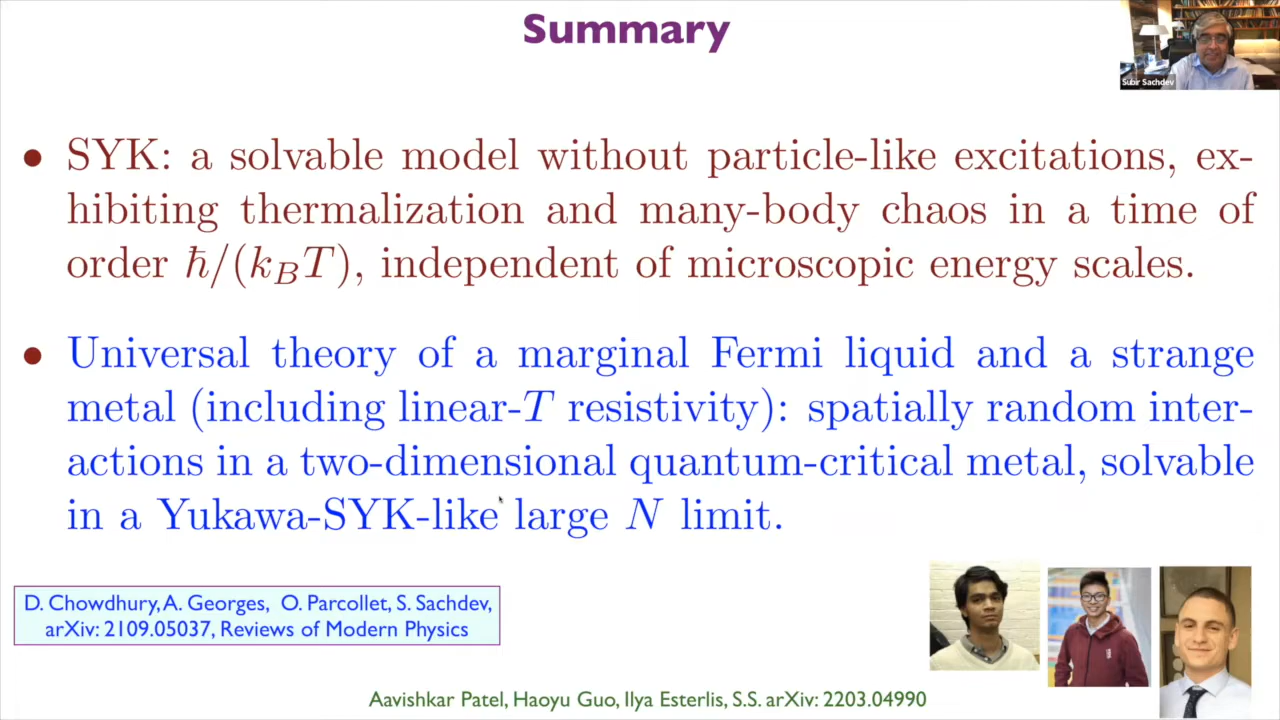 Summary
Subir Sachdev
• SYK: a solvable model without particle-like excitations, ex-
hibiting thermalization and many-body chaos in a time of
order ℏ/(k_BT), independent of microscopic energy scales.
• Universal theory of a marginal Fermi liquid and a strange
metal (including linear-T resistivity): spatially random inter-
actions in a two-dimensional quantum-critical metal, solvable
in a Yukawa-SYK-like large N limit.
D. Chowdhury, A. Georges, O. Parcollet, S. Sachdev,
arXiv: 2109.05037, Reviews of Modern Physics
Aavishkar Patel, Haoyu Guo, Ilya Esterlis, S.S. arXiv: 2203.04990